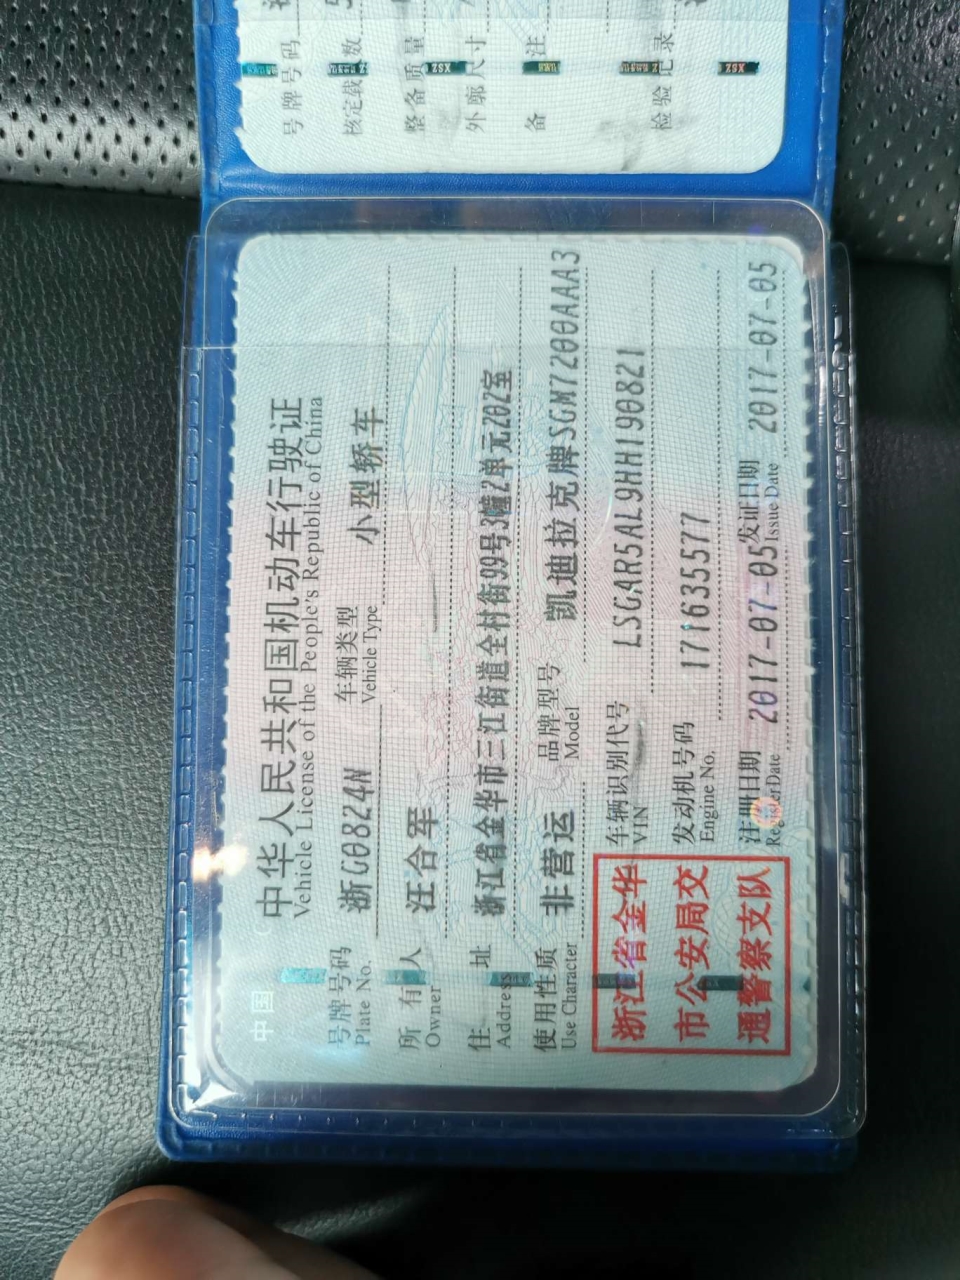 中华人民共和国机动车行驶证
Vehicle License of the People's Republic of China
号牌号码 浙G0824N 车辆类型 小型轿车
Plate No. Vehicle Type
所有人 汪合军
Owner
住址 浙江省金华市三江街道全村街99号3幢2单元202室
Address
使用性质 非营运 品牌型号 凯迪拉克牌SGM7200AAA3
Use Character Model
浙江省金华
市公安局交
通警察支队
车辆识别代号 LSGAR5AL9HH190821
VIN
发动机号码 171635577
Engine No.
注册日期 2017-07-05 发证日期 2017-07-05
Register Date Issue Date
中国
号牌号码
核定载 数
整备质量
外廓尺寸
备注
检验记录
XSZ
XSZ